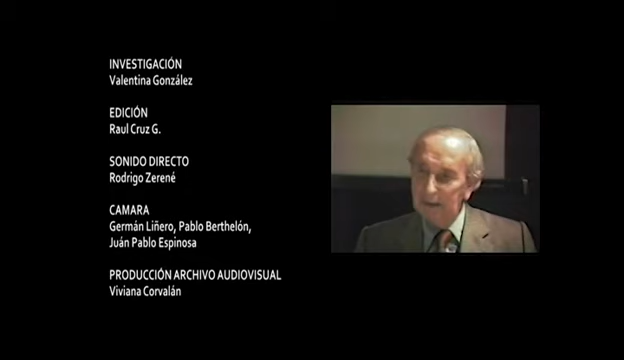 INVESTIGACIÓN
Valentina González
EDICIÓN
Raul Cruz G.
SONIDO DIRECTO
Rodrigo Zerené
CAMARA
Germán Liñero, Pablo Berthelón,
Juán Pablo Espinosa
PRODUCCIÓN ARCHIVO AUDIOVISUAL
Viviana Corvalán